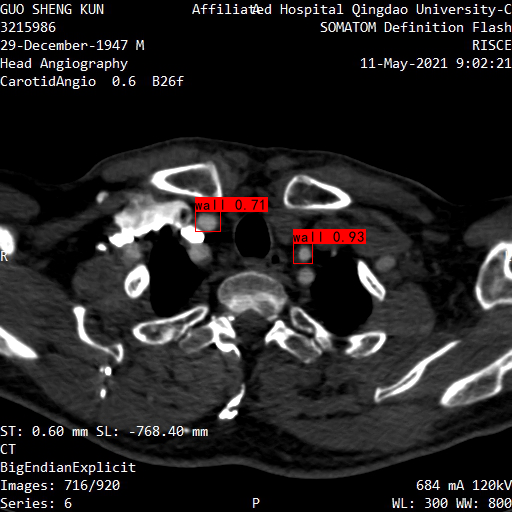 GUO SHENG KUN
Affiliated Hospital Qingdao University-C
A
3215986
SOMATOM Definition Flash
29-December-1947 M
RISCE
Head Angiography
11-May-2021 9:02:21
CarotidAngio 0.6 B26f
wall 0.71
wall 0.93
R
ST: 0.60 mm SL: -768.40 mm
CT
BigEndianExplicit
Images: 716/920
684 mA 120kV
Series: 6
P
WL: 300 WW: 800